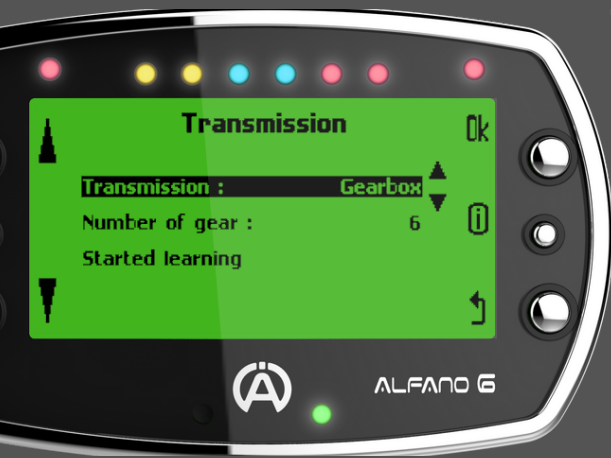 Transmission
Ok
Transmission : Gearbox
Number of gear : 6
i
Started learning
ALFANO 6